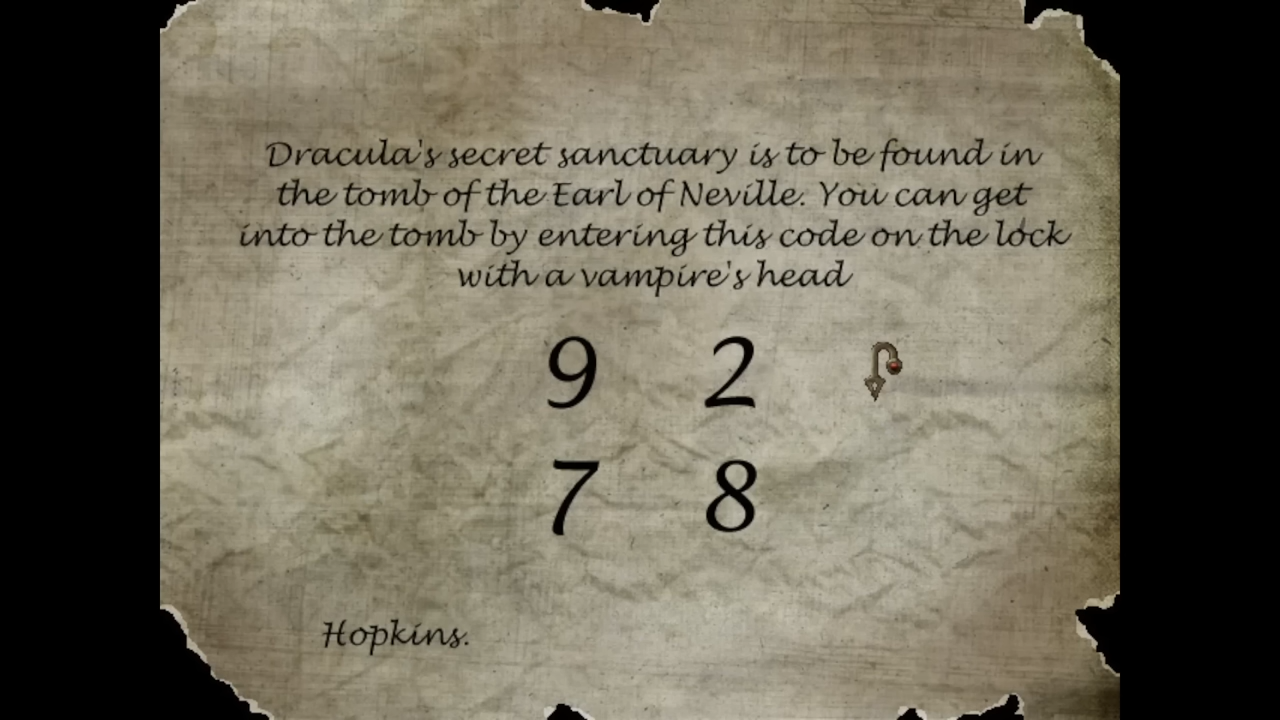 Dracula's secret sanctuary is to be found in
the tomb of the Earl of Neville. You can get
into the tomb by entering this code on the lock
with a vampire's head
9 2
7 8
Hopkins.